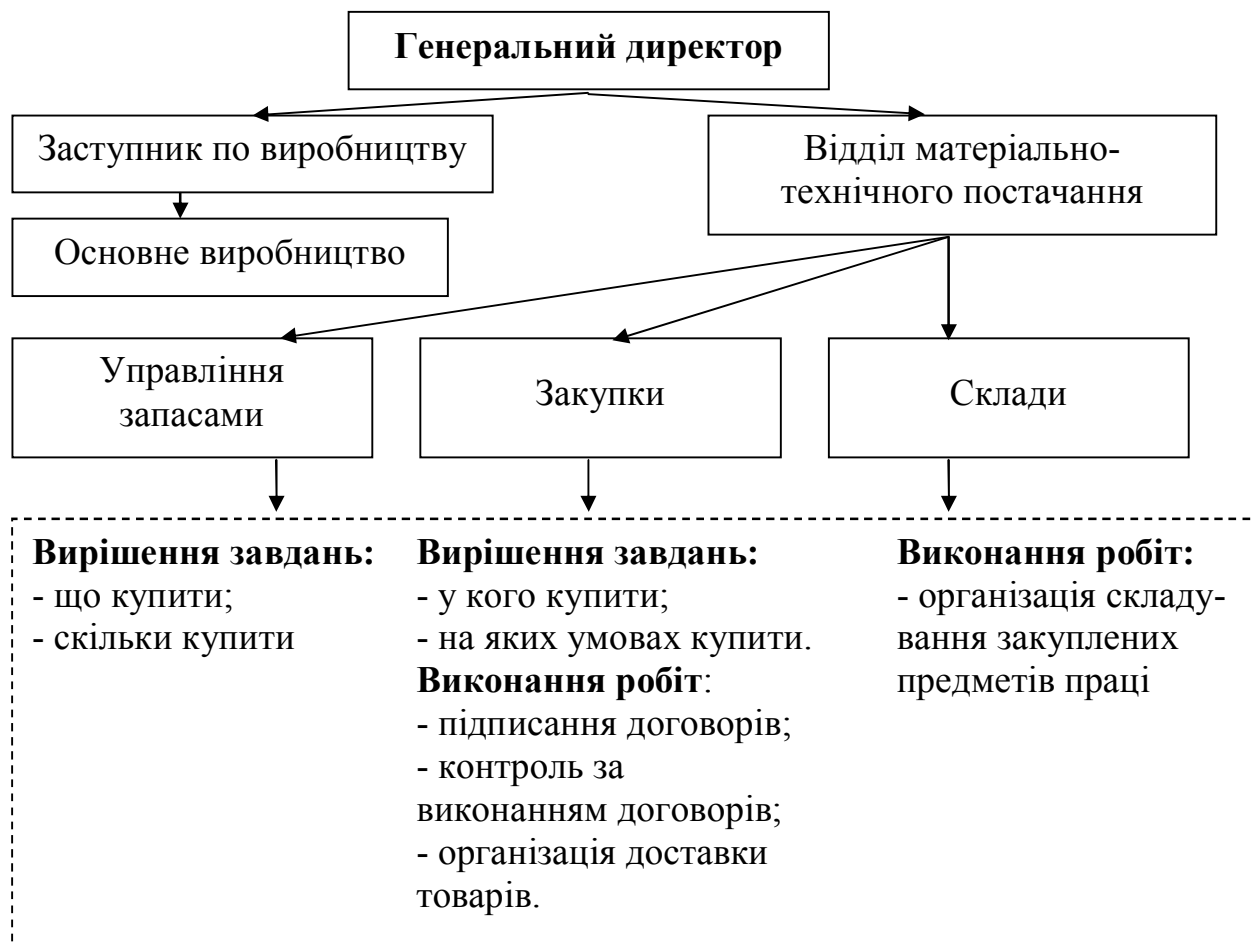 Генеральний директор
Заступник по виробництву
Відділ матеріально-
технічного постачання
Основне виробництво
Управління
запасами
Закупки
Склади
Вирішення завдань:
- що купити;
- скільки купити
Вирішення завдань:
- у кого купити;
- на яких умовах купити.
Виконання робіт:
- підписання договорів;
- контроль за
виконанням договорів;
- організація доставки
товарів.
Виконання робіт:
- організація складу-
вання закуплених
предметів праці